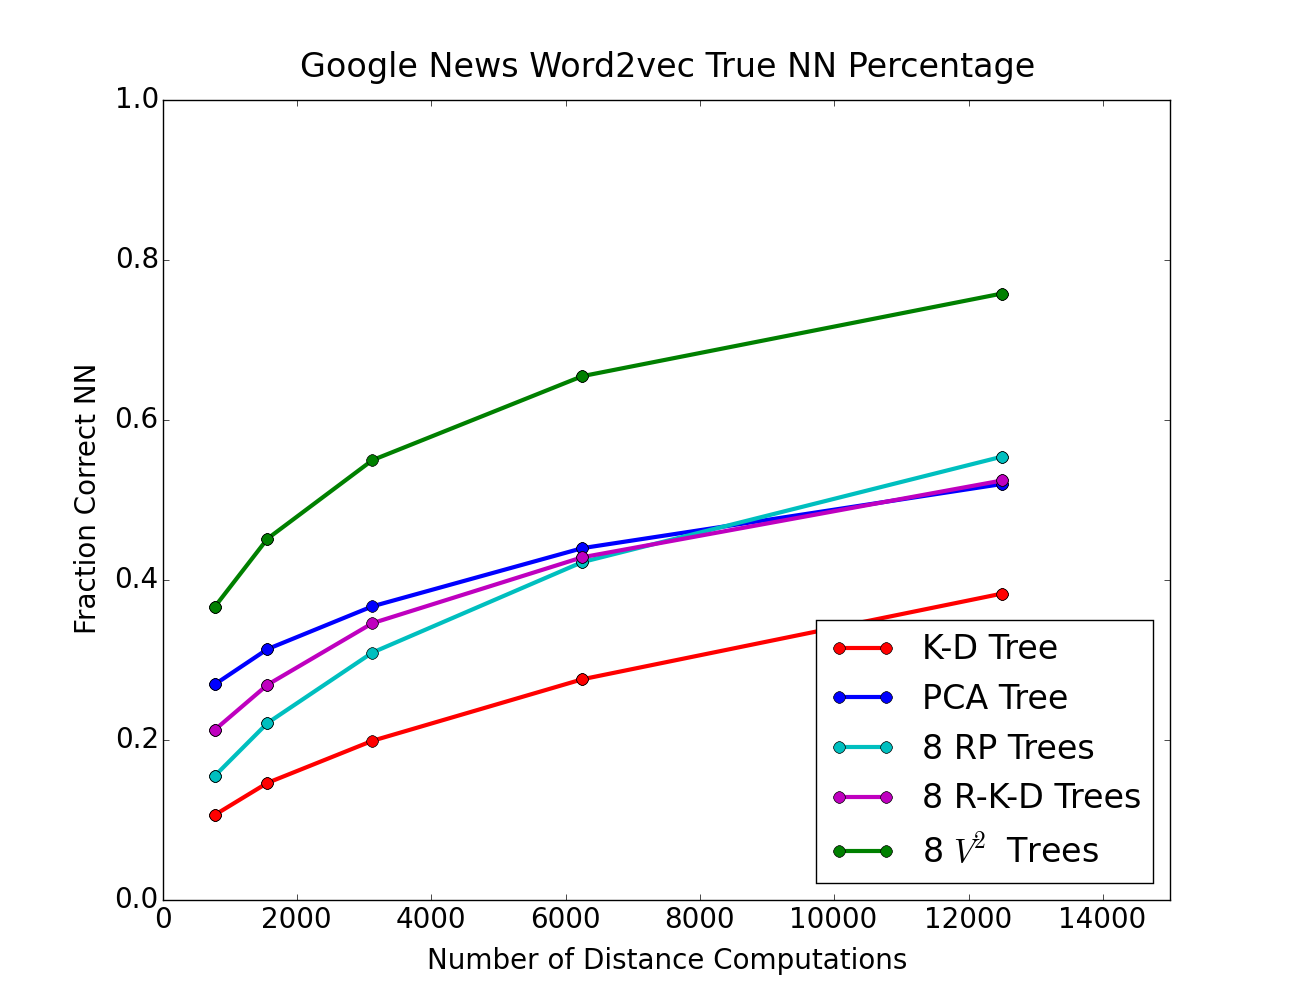 Google News Word2vec True NN Percentage
1.0
0.8
0.6
0.4
0.2
0.0
Fraction Correct NN
0 2000 4000 6000 8000 10000 12000 14000
Number of Distance Computations
K-D Tree
PCA Tree
8 RP Trees
8 R-K-D Trees
8 V² Trees